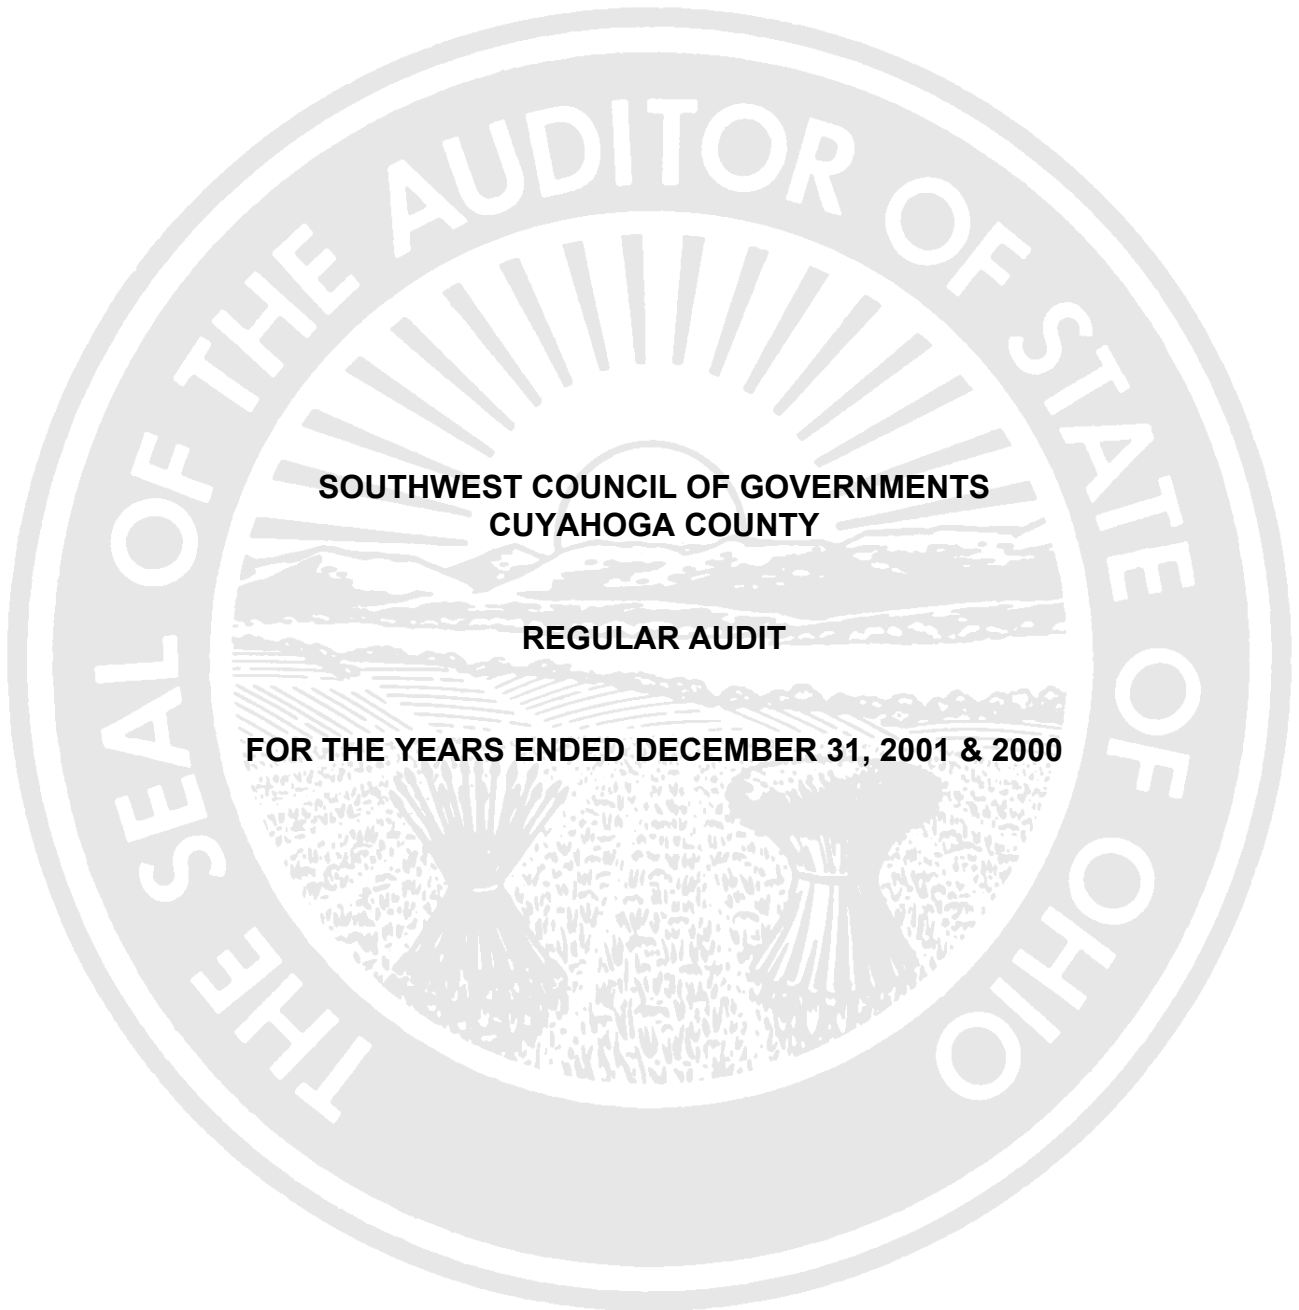 THE SEAL OF THE AUDITOR OF STATE OF OHIO
SOUTHWEST COUNCIL OF GOVERNMENTS
CUYAHOGA COUNTY
REGULAR AUDIT
FOR THE YEARS ENDED DECEMBER 31, 2001 & 2000